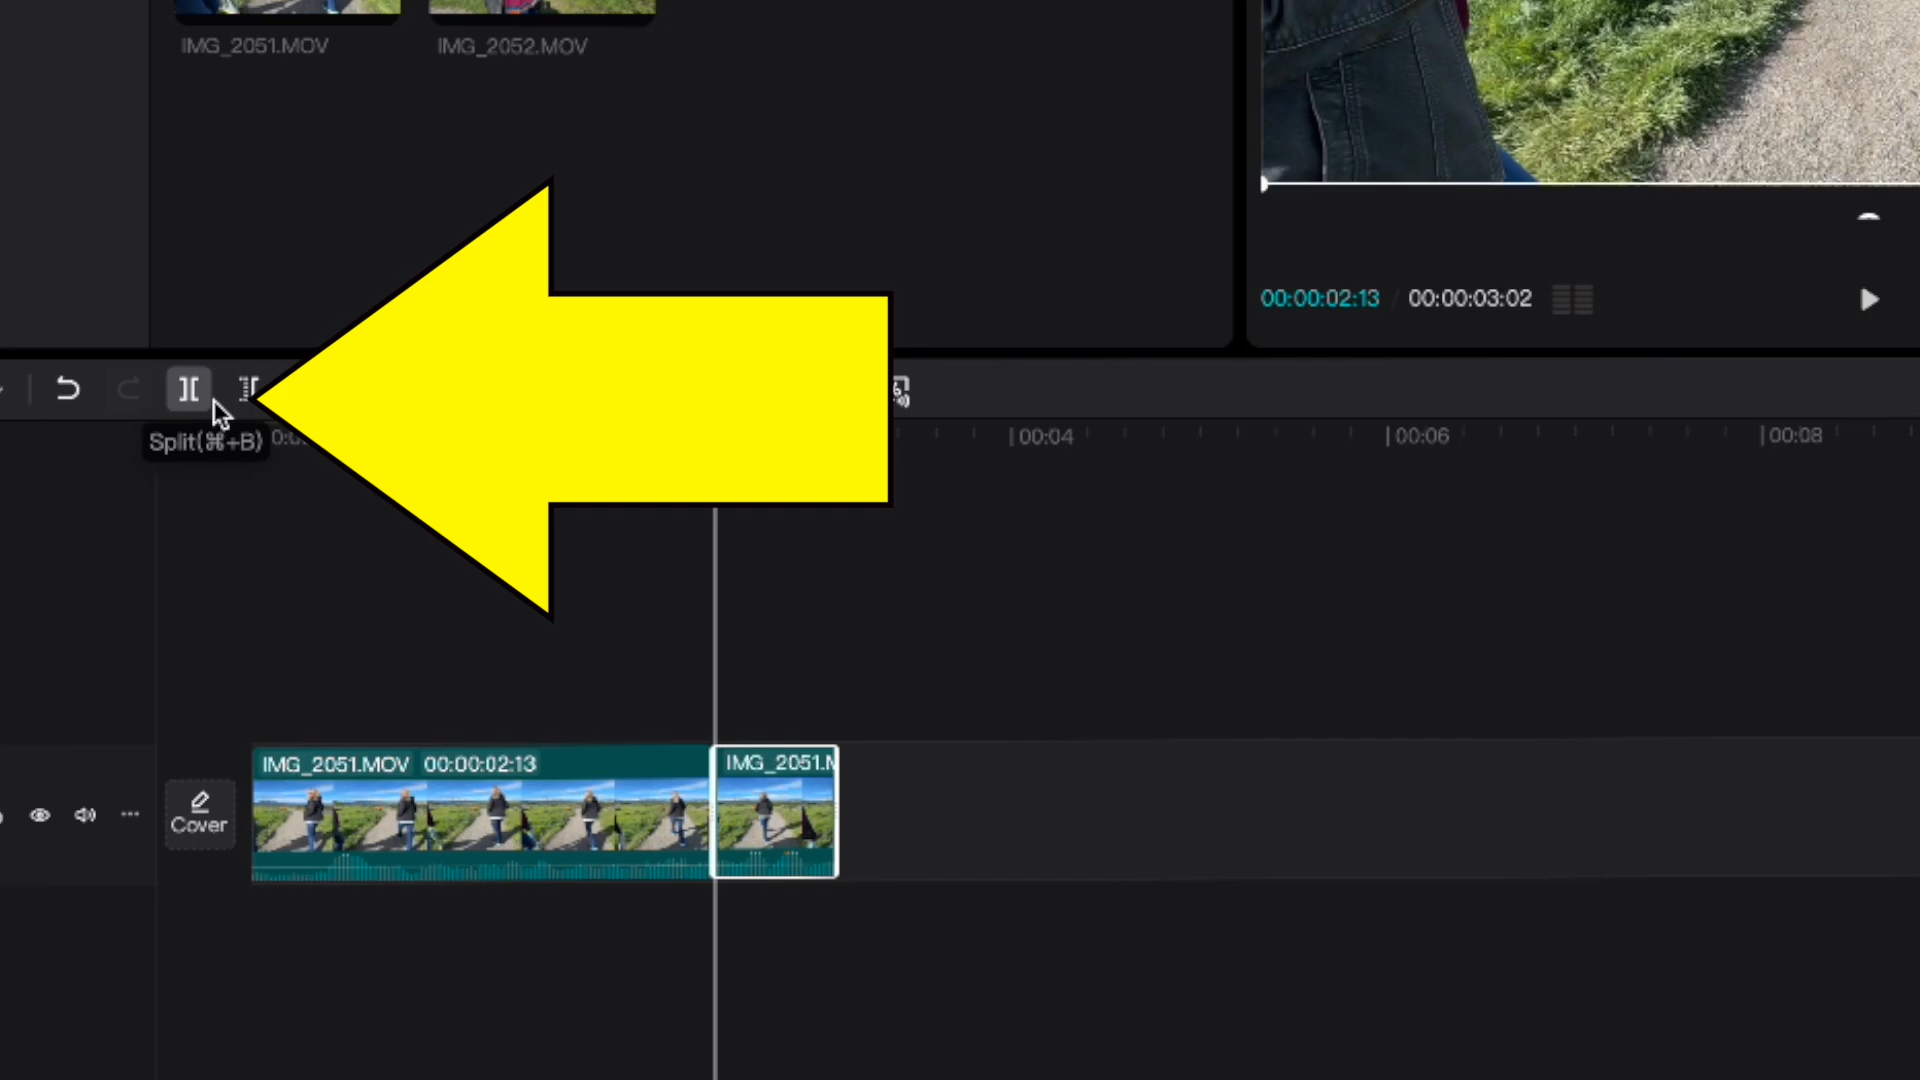 IMG_2051.MOV
IMG_2052.MOV
00:00:02:13 / 00:00:03:02
Split(⌘+B)
00:04
00:06
00:08
IMG_2051.MOV 00:00:02:13
IMG_2051.M
Cover